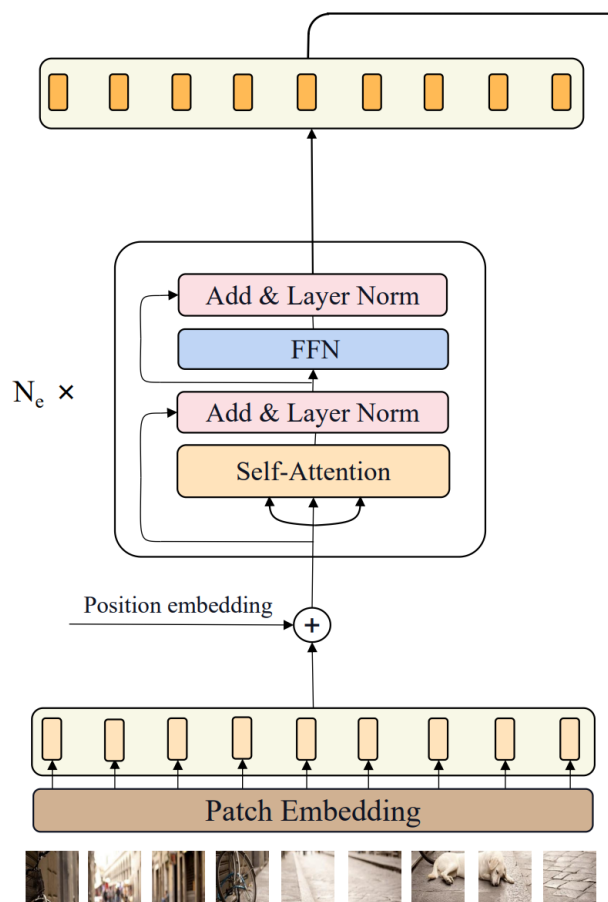 Add & Layer Norm
FFN
Nₑ ×
Add & Layer Norm
Self-Attention
Position embedding
+
Patch Embedding